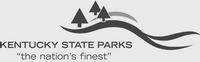 KENTUCKY STATE PARKS
"the nation's finest"